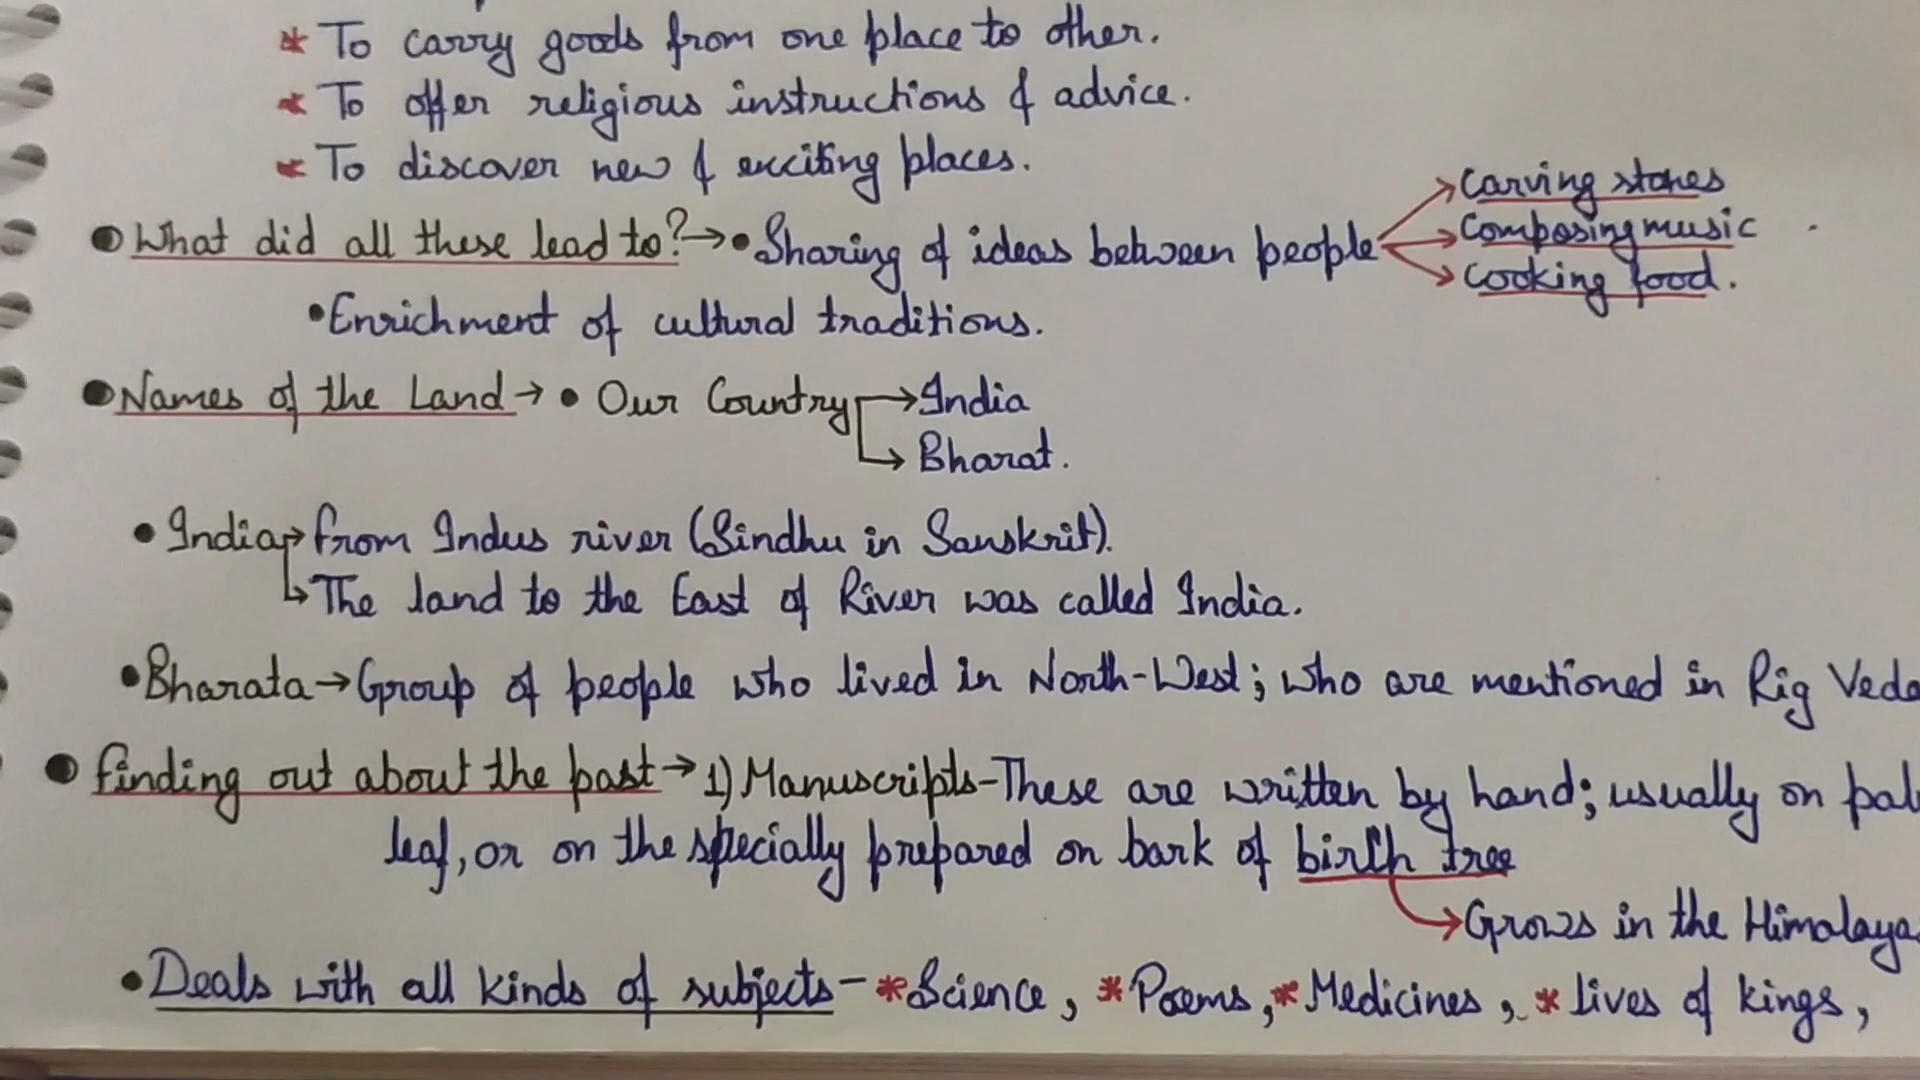 * To carry goods from one place to other.
* To offer religious instructions & advice.
* To discover new & exciting places.
● What did all these lead to? → • Sharing of ideas between people → Carving stones
→ Composing music
→ Cooking food.
• Enrichment of cultural traditions.
● Names of the Land → • Our Country → India
→ Bharat.
• India → from Indus river (Sindhu in Sanskrit).
↳ The land to the East of River was called India.
• Bharata → Group of people who lived in North-West; who are mentioned in Rig Veda
● finding out about the past → 1) Manuscripts - These are written by hand; usually on pal
leaf, or on the specially prepared on bark of birch tree
→ Grows in the Himalaya
• Deals with all kinds of subjects - * Science, * Poems, * Medicines, * lives of kings,